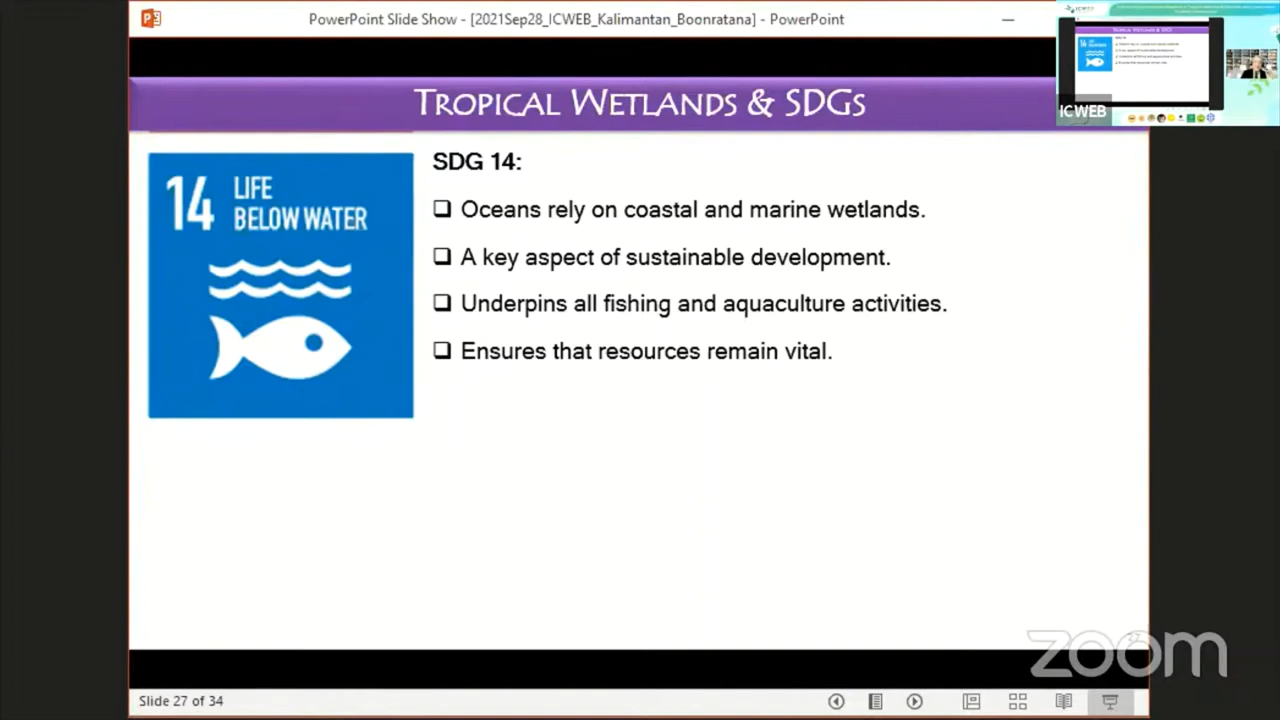 PowerPoint Slide Show - [2021Sep28_ICWEB_Kalimantan_Boonratana] - PowerPoint
TROPICAL WETLANDS & SDGS
ICWEB
14 LIFE
BELOW WATER
SDG 14:
❑ Oceans rely on coastal and marine wetlands.
❑ A key aspect of sustainable development.
❑ Underpins all fishing and aquaculture activities.
❑ Ensures that resources remain vital.
zoom
Slide 27 of 34